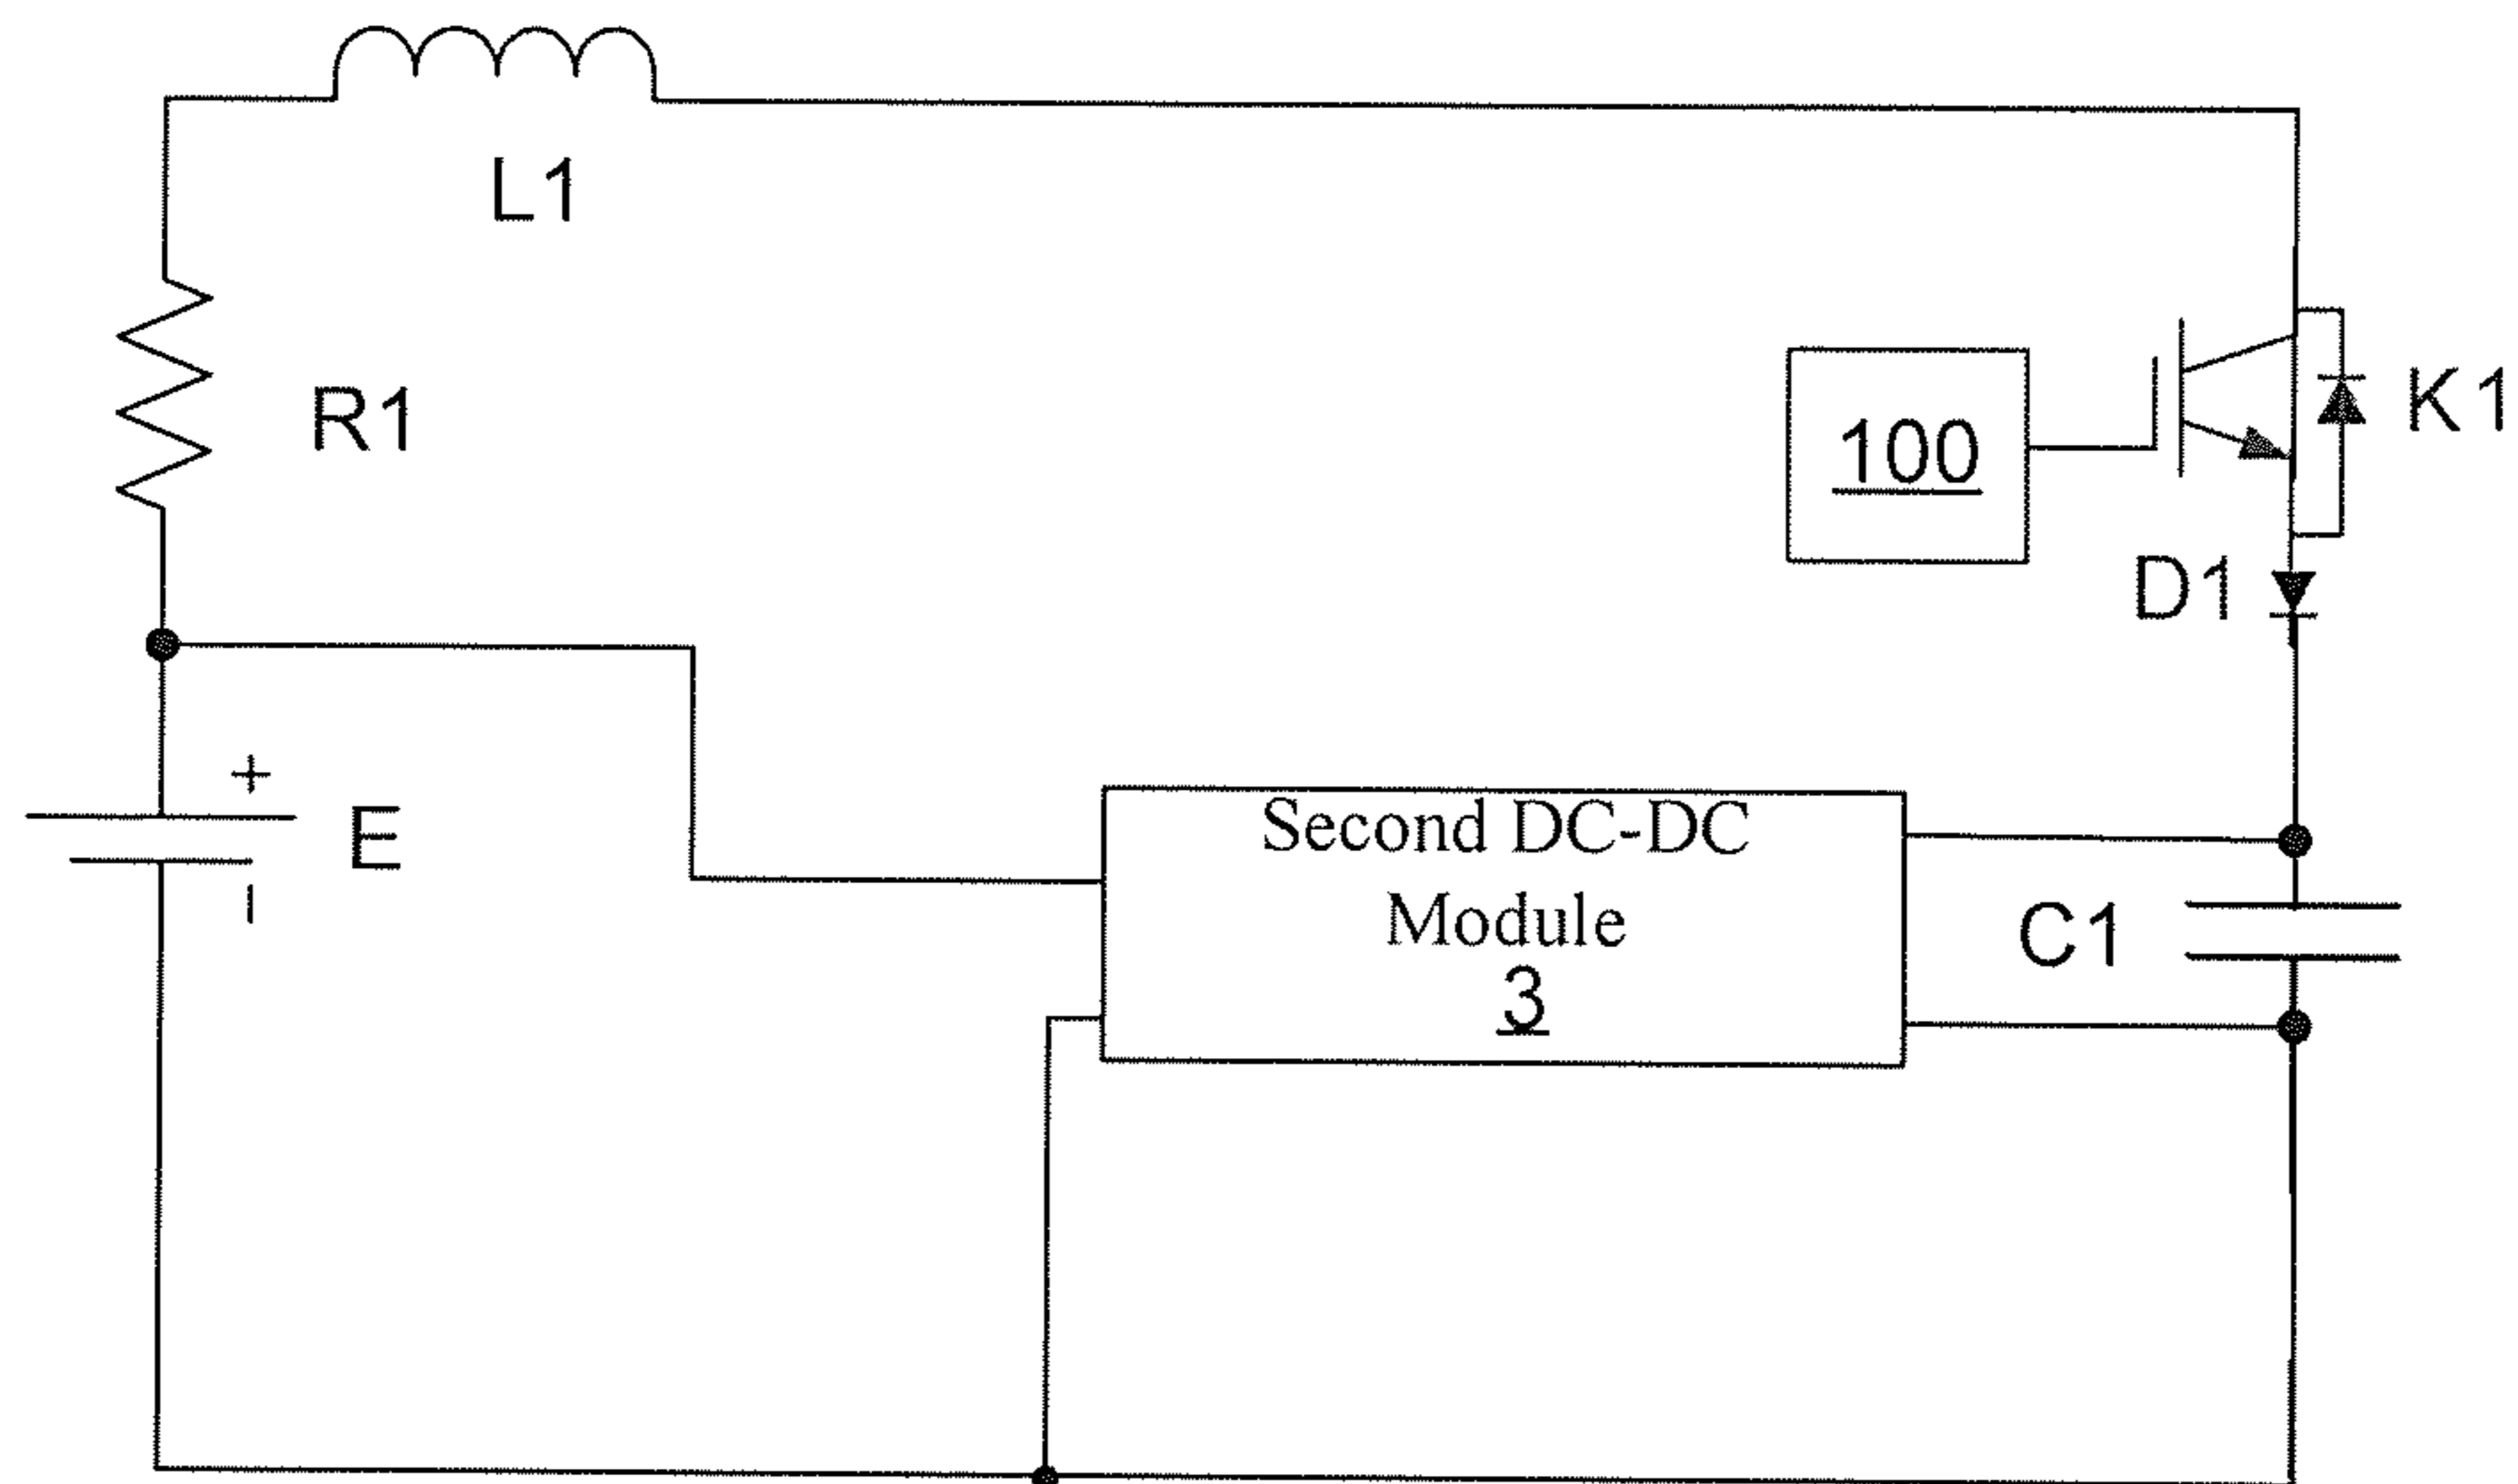 L1
R1
K1
100
D1
+
E
-
Second DC-DC
Module
3
C1